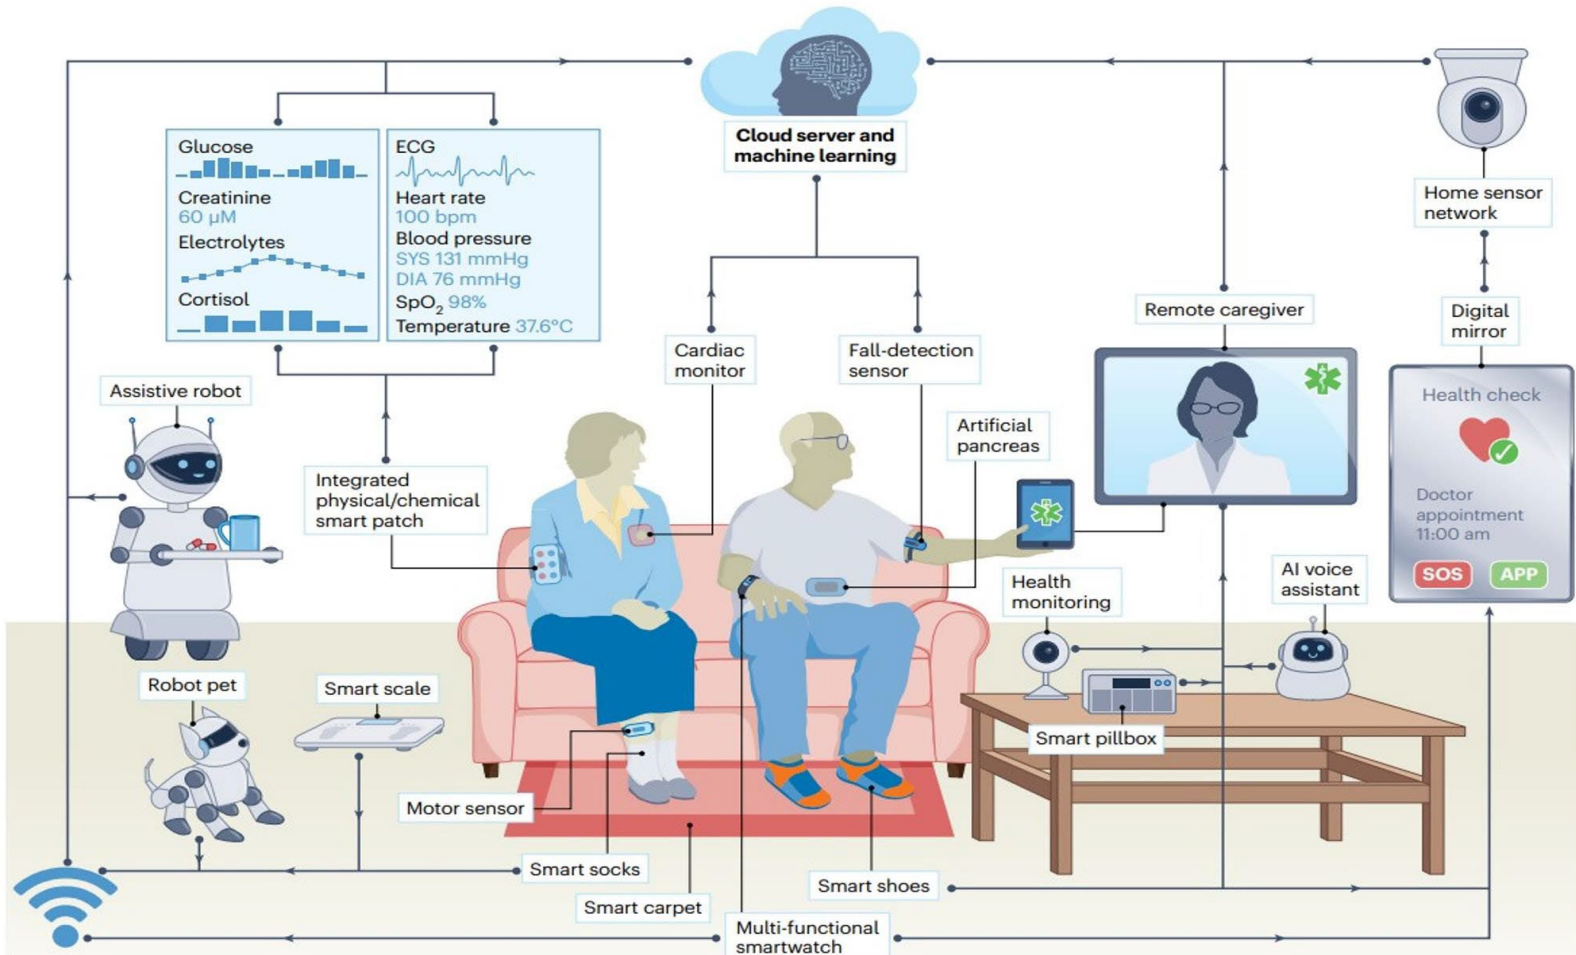 Cloud server and
machine learning
Glucose
Creatinine
60 µM
Electrolytes
Cortisol
ECG
Heart rate
100 bpm
Blood pressure
SYS 131 mmHg
DIA 76 mmHg
SpO₂ 98%
Temperature 37.6°C
Home sensor
network
Remote caregiver
Digital
mirror
Cardiac
monitor
Fall-detection
sensor
Assistive robot
Artificial
pancreas
Integrated
physical/chemical
smart patch
Health check
Doctor
appointment
11:00 am
SOS
APP
Health
monitoring
AI voice
assistant
Robot pet
Smart scale
Smart pillbox
Motor sensor
Smart socks
Smart shoes
Smart carpet
Multi-functional
smartwatch